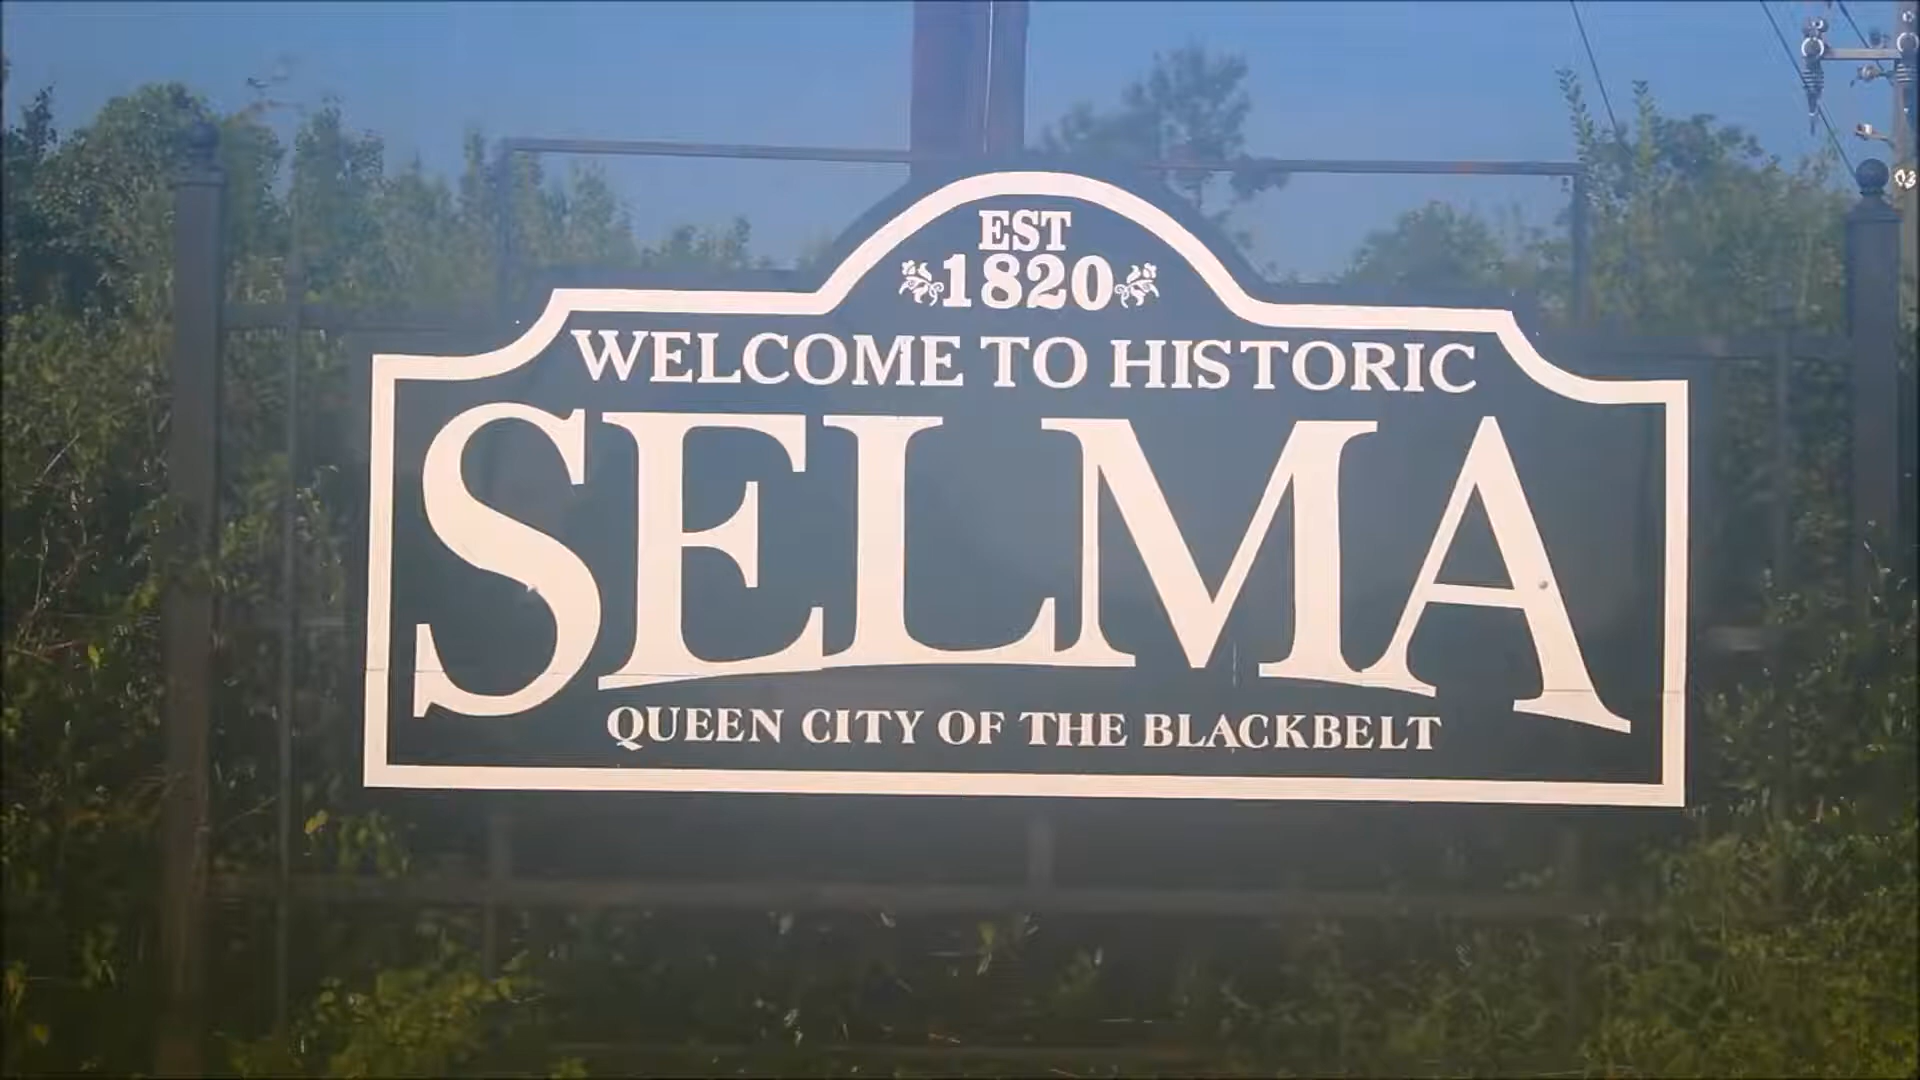 EST
1820
WELCOME TO HISTORIC
SELMA
QUEEN CITY OF THE BLACKBELT